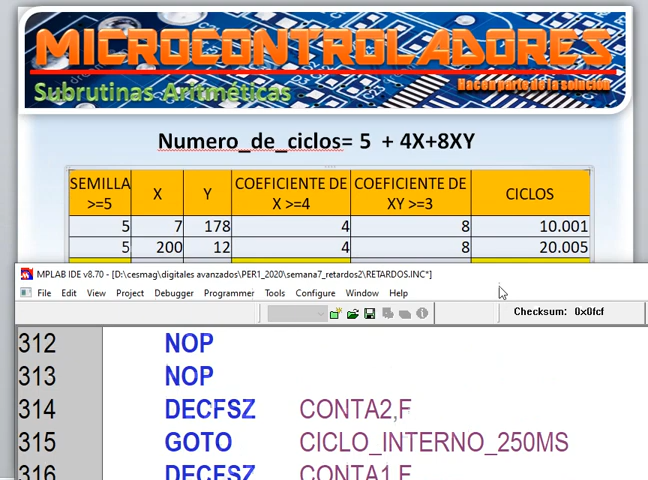 MICROCONTROLADORES
Hacen parte de la solución
Subrutinas Aritméticas
Numero_de_ciclos= 5 + 4X+8XY
SEMILLA >=5 X Y COEFICIENTE DE X >=4 COEFICIENTE DE XY >=3 CICLOS
5 7 178 4 8 10.001
5 200 12 4 8 20.005
MPLAB IDE v8.70 - [D:\cesmag\digitales avanzados\PER1_2020\semana7_retardos2\RETARDOS.INC*]
File Edit View Project Debugger Programmer Tools Configure Window Help
Checksum: 0x0fcf
312 NOP
313 NOP
314 DECFSZ CONTA2,F
315 GOTO CICLO_INTERNO_250MS
316 DECFSZ CONTA1,F